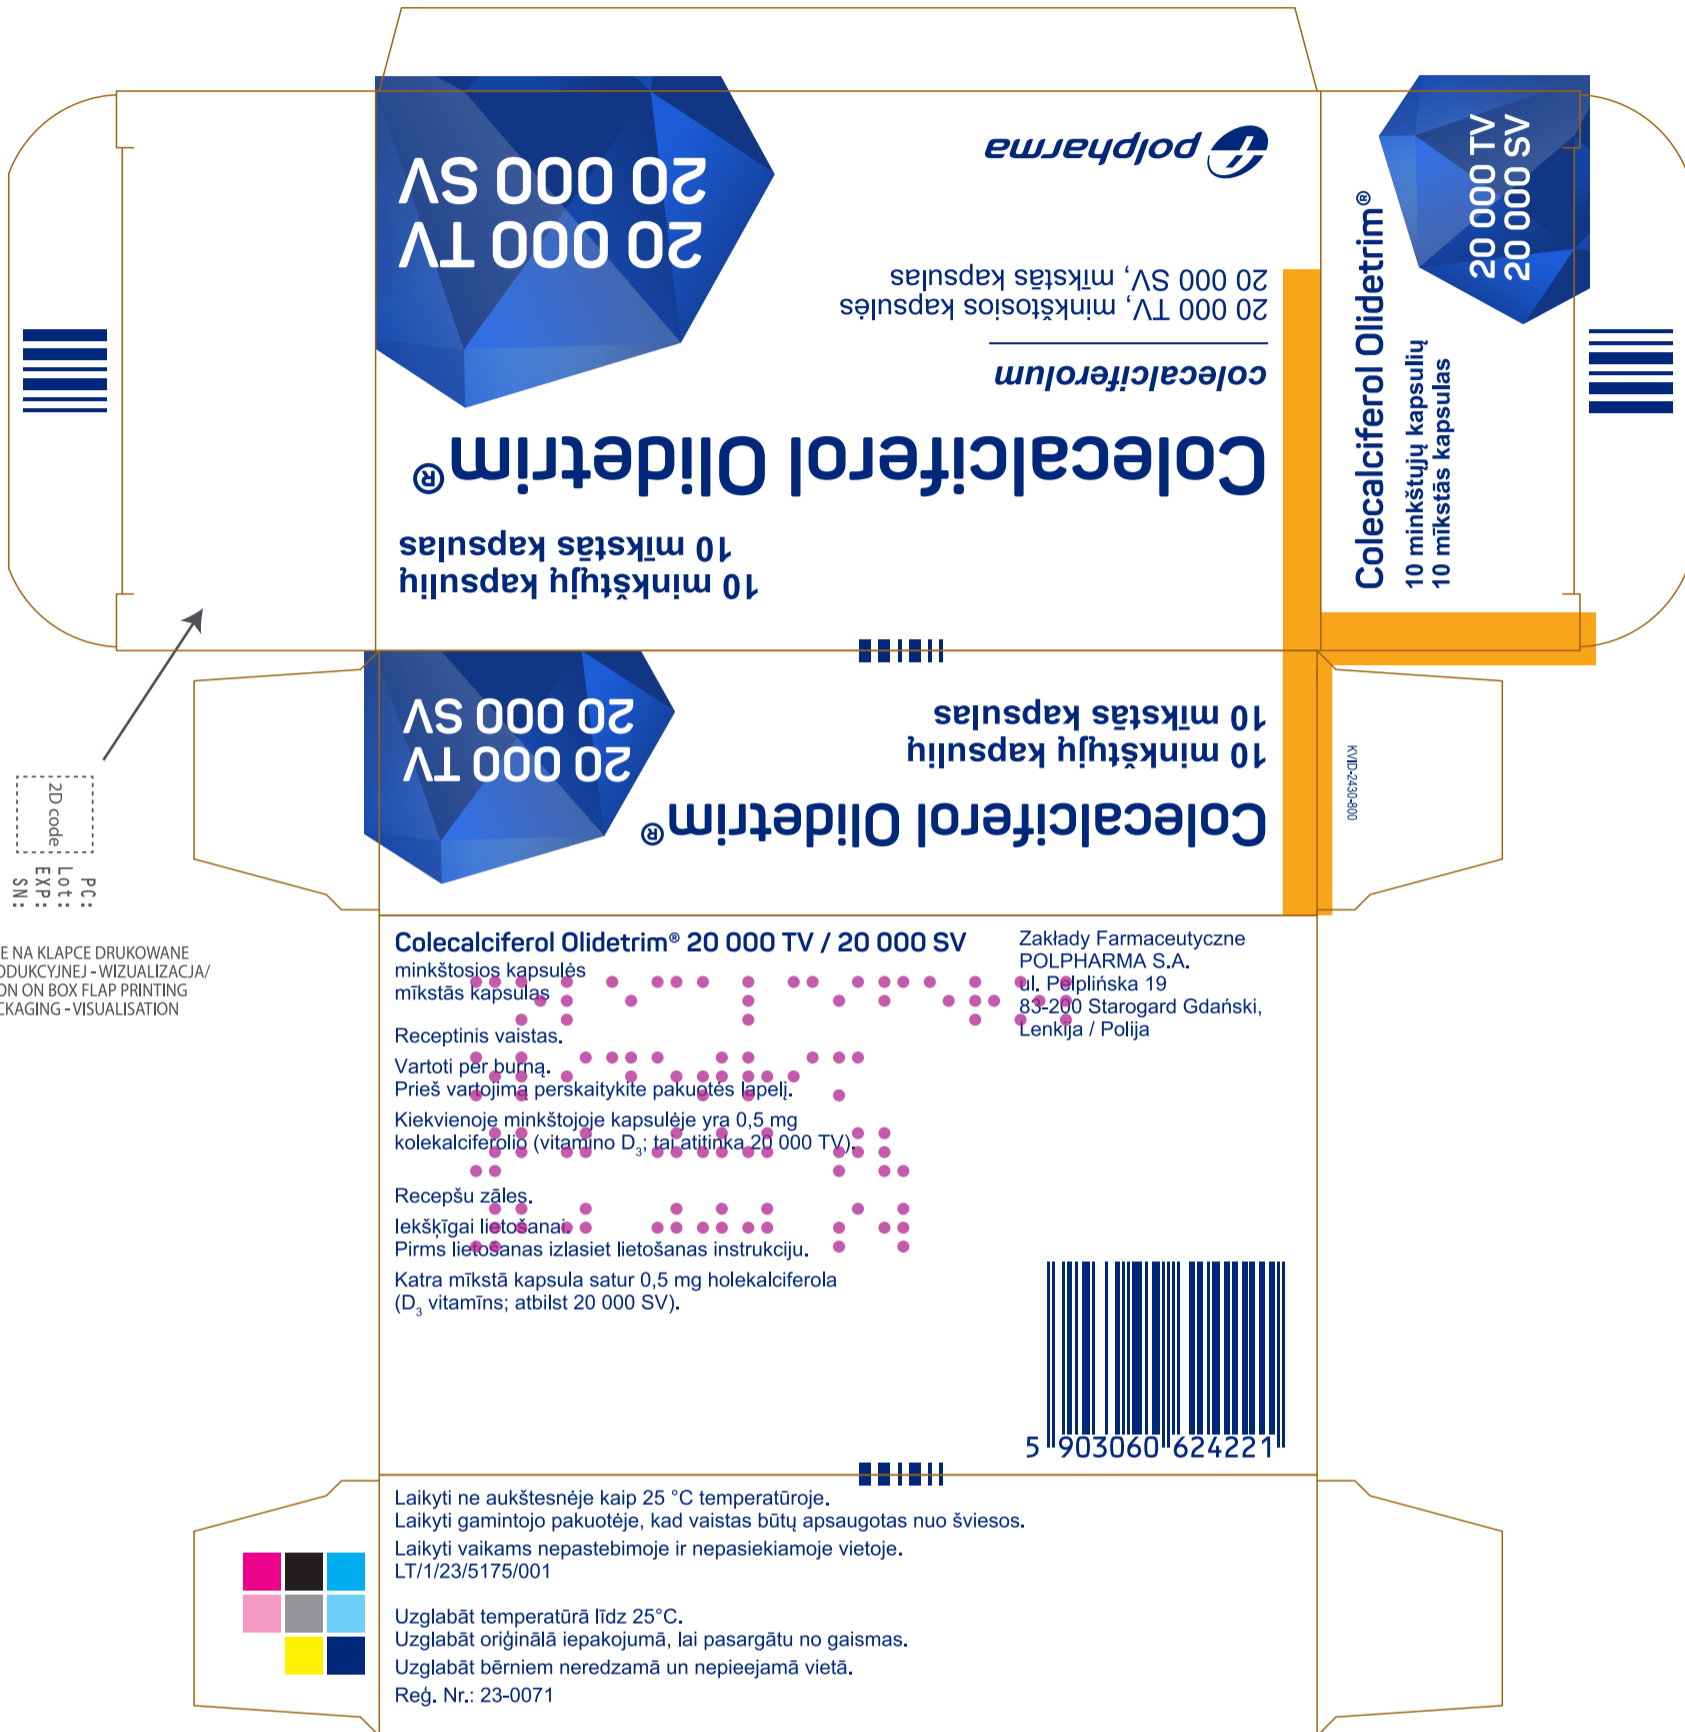 polpharma
20 000 TV
20 000 SV
20 000 TV, minkštosios kapsulės
20 000 SV, mīkstās kapsulas
colecalciferolum
Colecalciferol Olidetrim®
10 minkštųjų kapsulių
10 mīkstās kapsulas
Colecalciferol Olidetrim®
10 minkštųjų kapsulių
10 mīkstās kapsulas
20 000 TV
20 000 SV
Colecalciferol Olidetrim®
10 minkštųjų kapsulių
10 mīkstās kapsulas
20 000 TV
20 000 SV
KVID-2430-800
2D code
PC:
Lot:
EXP:
SN:
NA KLAPCE DRUKOWANE
- WIZUALIZACJA/
ON BOX FLAP PRINTING
- VISUALISATION
Colecalciferol Olidetrim® 20 000 TV / 20 000 SV
minkštosios kapsulės
mīkstās kapsulas
Receptinis vaistas.
Vartoti per burną.
Prieš vartojimą perskaitykite pakuotės lapelį.
Kiekvienoje minkštojoje kapsulėje yra 0,5 mg
kolekalciferolio (vitamino D₃; tai atitinka 20 000 TV).
Recepšu zāles.
Iekšķīgai lietošanai.
Pirms lietošanas izlasiet lietošanas instrukciju.
Katra mīkstā kapsula satur 0,5 mg holekalciferola
(D₃ vitamīns; atbilst 20 000 SV).
Zakłady Farmaceutyczne
POLPHARMA S.A.
ul. Pelplińska 19
83-200 Starogard Gdański,
Lenkija / Polija
5 903060 624221
Laikyti ne aukštesnėje kaip 25 °C temperatūroje.
Laikyti gamintojo pakuotėje, kad vaistas būtų apsaugotas nuo šviesos.
Laikyti vaikams nepastebimoje ir nepasiekiamoje vietoje.
LT/1/23/5175/001
Uzglabāt temperatūrā līdz 25°C.
Uzglabāt oriģinālā iepakojumā, lai pasargātu no gaismas.
Uzglabāt bērniem neredzamā un nepieejamā vietā.
Reģ. Nr.: 23-0071